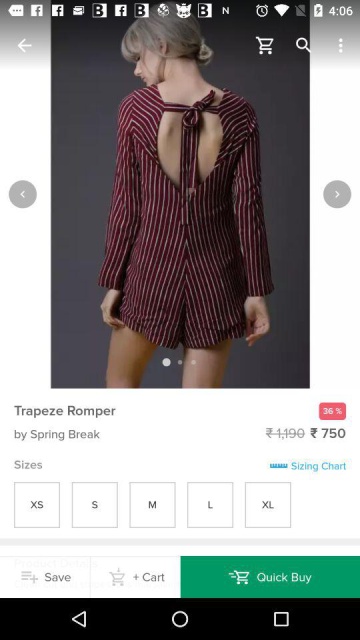 4:06
Trapeze Romper
36 %
by Spring Break
₹ 1,190 ₹ 750
Sizes
Sizing Chart
XS S M L XL
Save + Cart Quick Buy